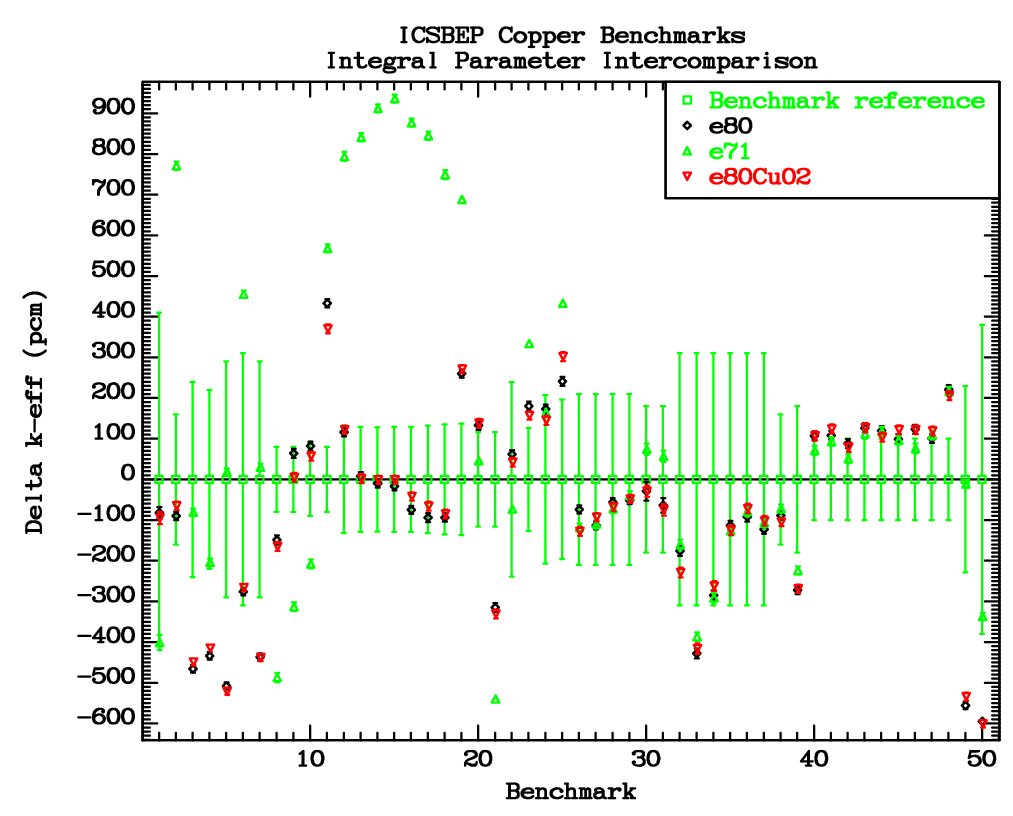 ICSBEP Copper Benchmarks
Integral Parameter Intercomparison
Benchmark reference
e80
e71
e80Cu02
900
800
700
600
500
400
300
200
100
0
-100
-200
-300
-400
-500
-600
Delta k-eff (pcm)
10 20 30 40 50
Benchmark